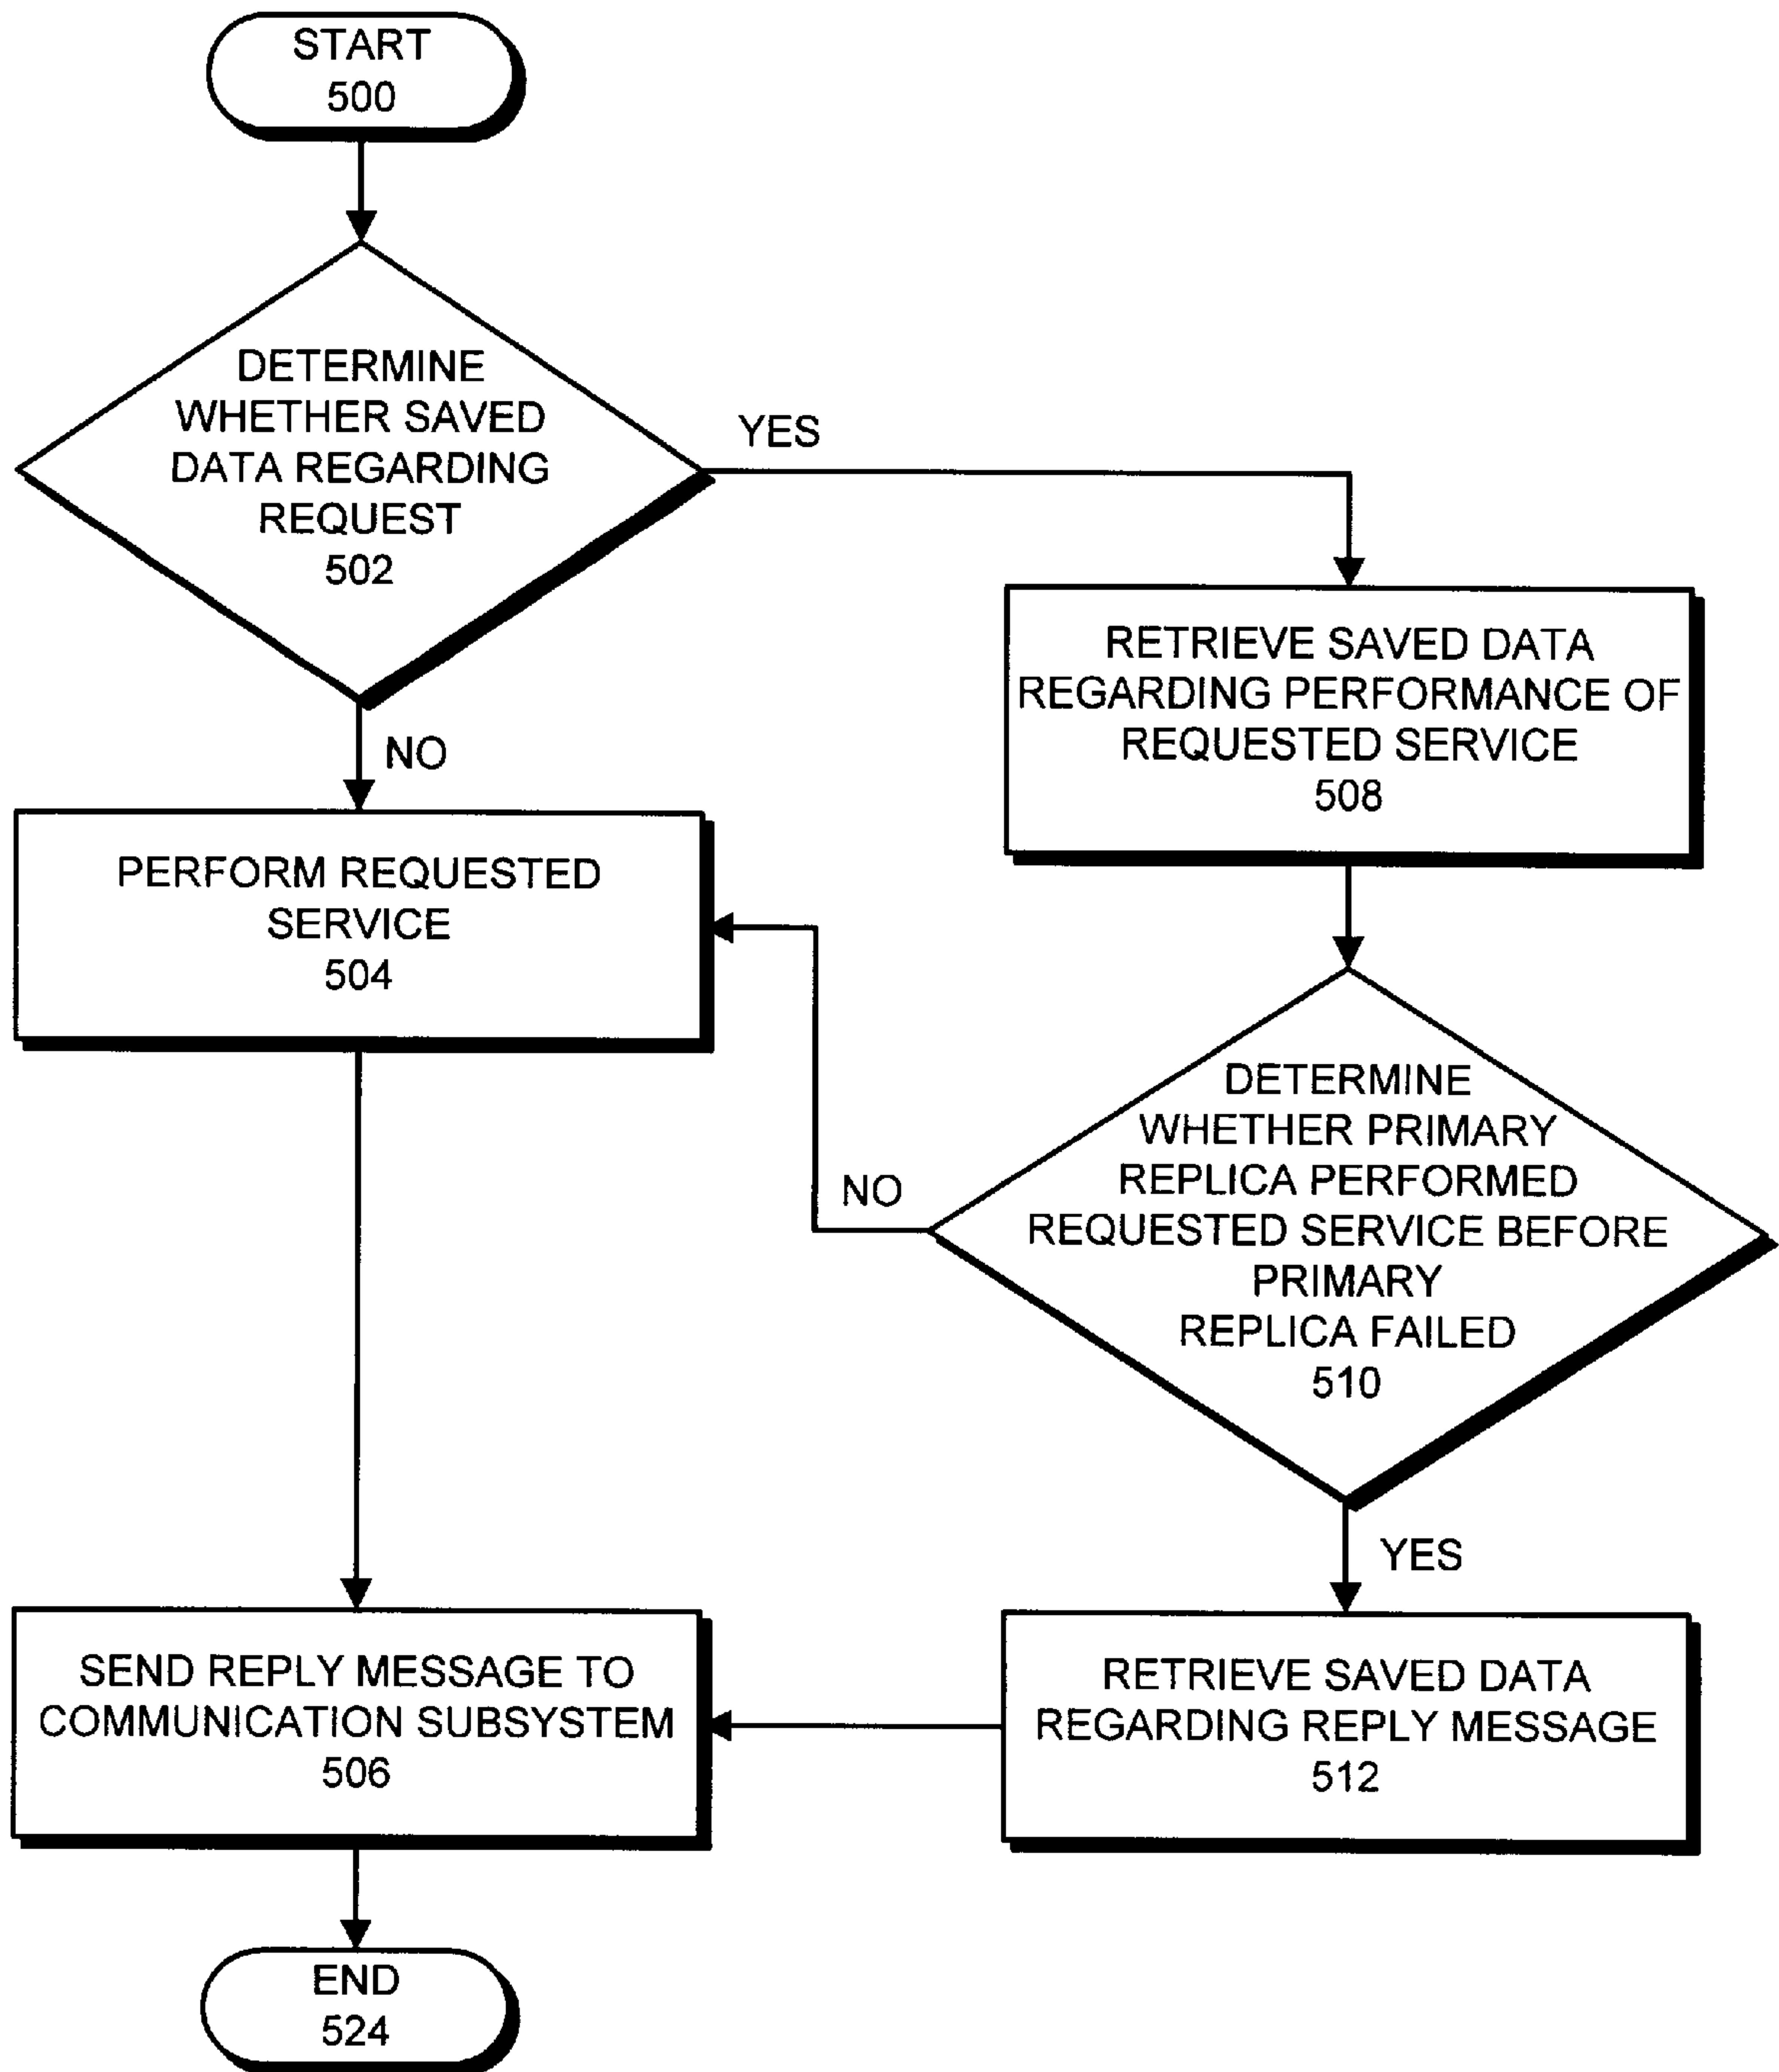 START
500
DETERMINE
WHETHER SAVED
DATA REGARDING
REQUEST
502
YES
NO
RETRIEVE SAVED DATA
REGARDING PERFORMANCE OF
REQUESTED SERVICE
508
PERFORM REQUESTED
SERVICE
504
DETERMINE
WHETHER PRIMARY
REPLICA PERFORMED
REQUESTED SERVICE BEFORE
PRIMARY
REPLICA FAILED
510
NO
YES
SEND REPLY MESSAGE TO
COMMUNICATION SUBSYSTEM
506
RETRIEVE SAVED DATA
REGARDING REPLY MESSAGE
512
END
524